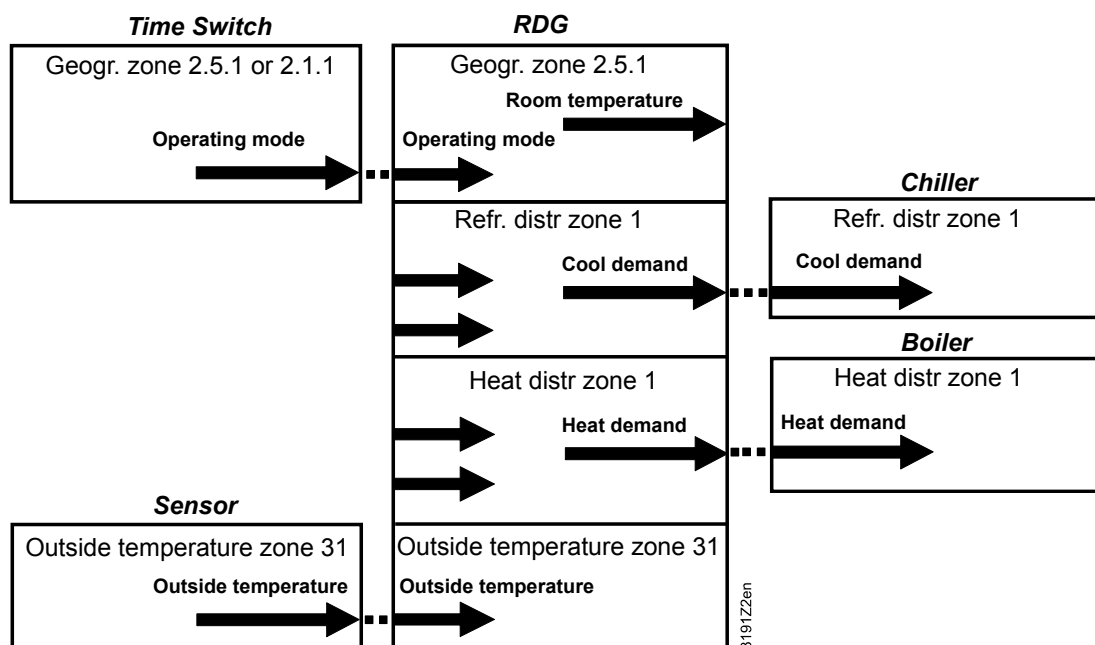 Time Switch
Geogr. zone 2.5.1 or 2.1.1
Operating mode
RDG
Geogr. zone 2.5.1
Room temperature
Operating mode
Refr. distr zone 1
Cool demand
Chiller
Refr. distr zone 1
Cool demand
Heat distr zone 1
Heat demand
Boiler
Heat distr zone 1
Heat demand
Sensor
Outside temperature zone 31
Outside temperature
Outside temperature zone 31
Outside temperature
3191Z2en